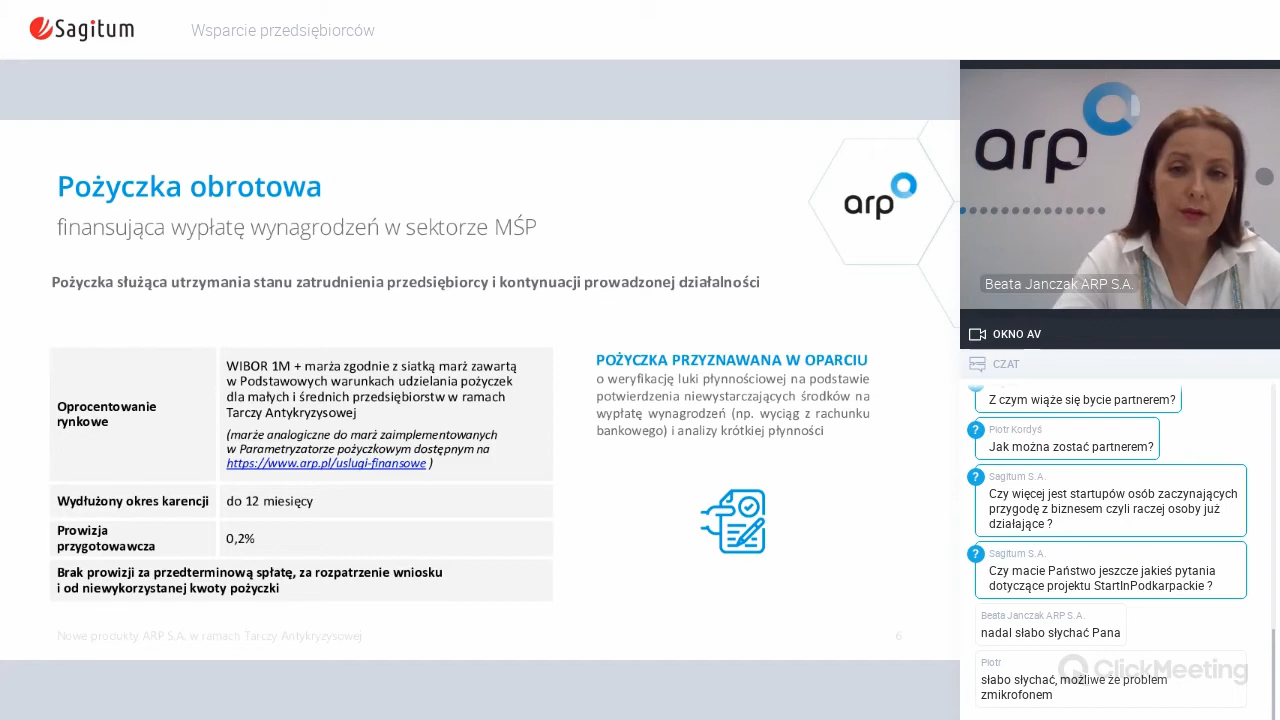 Sagitum
Wsparcie przedsiębiorców
Pożyczka obrotowa
finansująca wypłatę wynagrodzeń w sektorze MŚP
arp
Pożyczka służąca utrzymania stanu zatrudnienia przedsiębiorcy i kontynuacji prowadzonej działalności
Oprocentowanie
rynkowe
WIBOR 1M + marża zgodnie z siatką marż zawartą
w Podstawowych warunkach udzielania pożyczek
dla małych i średnich przedsiębiorstw w ramach
Tarczy Antykryzysowej
(marże analogiczne do marż zaimplementowanych
w Parametryzatorze pożyczkowym dostępnym na
https://www.arp.pl/uslugi-finansowe )
Wydłużony okres karencji
do 12 miesięcy
Prowizja
przygotowawcza
0,2%
Brak prowizji za przedterminową spłatę, za rozpatrzenie wniosku
i od niewykorzystanej kwoty pożyczki
POŻYCZKA PRZYZNAWANA W OPARCIU
o weryfikację luki płynnościowej na podstawie
potwierdzenia niewystarczających środków na
wypłatę wynagrodzeń (np. wyciąg z rachunku
bankowego) i analizy krótkiej płynności
Nowe produkty ARP S.A. w ramach Tarczy Antykryzysowej
6
arp
Beata Janczak ARP S.A.
OKNO AV
CZAT
Z czym wiąże się bycie partnerem?
? Piotr Kordyś
Jak można zostać partnerem?
? Sagitum S.A.
Czy więcej jest startupów osób zaczynających
przygodę z biznesem czyli raczej osoby już
działające ?
? Sagitum S.A.
Czy macie Państwo jeszcze jakieś pytania
dotyczące projektu StartInPodkarpackie ?
Beata Janczak ARP S.A.
nadal słabo słychać Pana
Piotr
słabo słychać, możliwe że problem
zmikrofonem
ClickMeeting